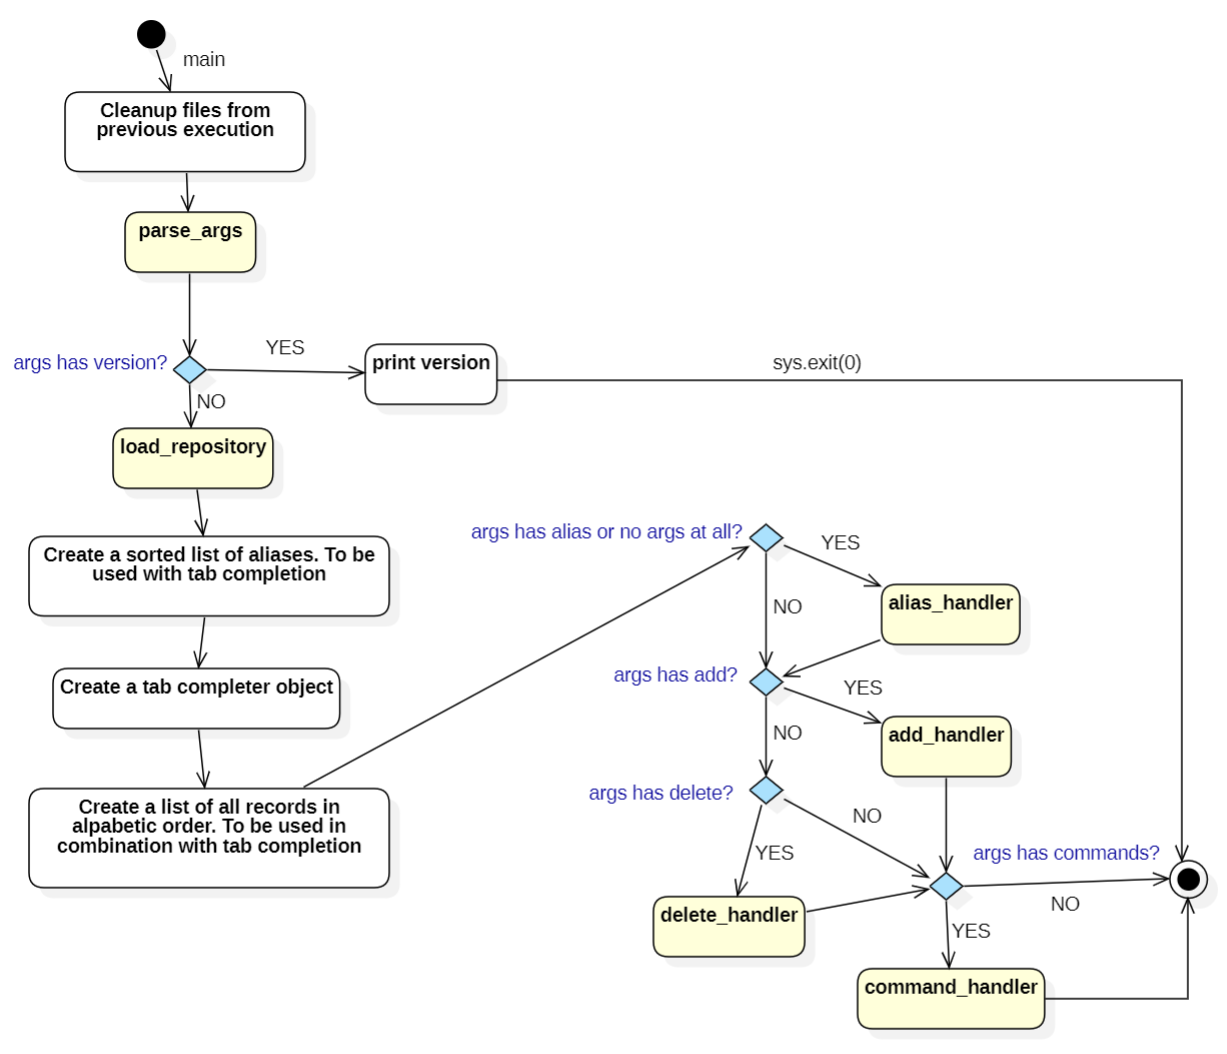 main
Cleanup files from
previous execution
parse_args
args has version?
YES
print version
sys.exit(0)
NO
load_repository
Create a sorted list of aliases. To be
used with tab completion
Create a tab completer object
Create a list of all records in
alpabetic order. To be used in
combination with tab completion
args has alias or no args at all?
YES
alias_handler
NO
args has add?
YES
add_handler
NO
args has delete?
NO
YES
delete_handler
args has commands?
NO
YES
command_handler